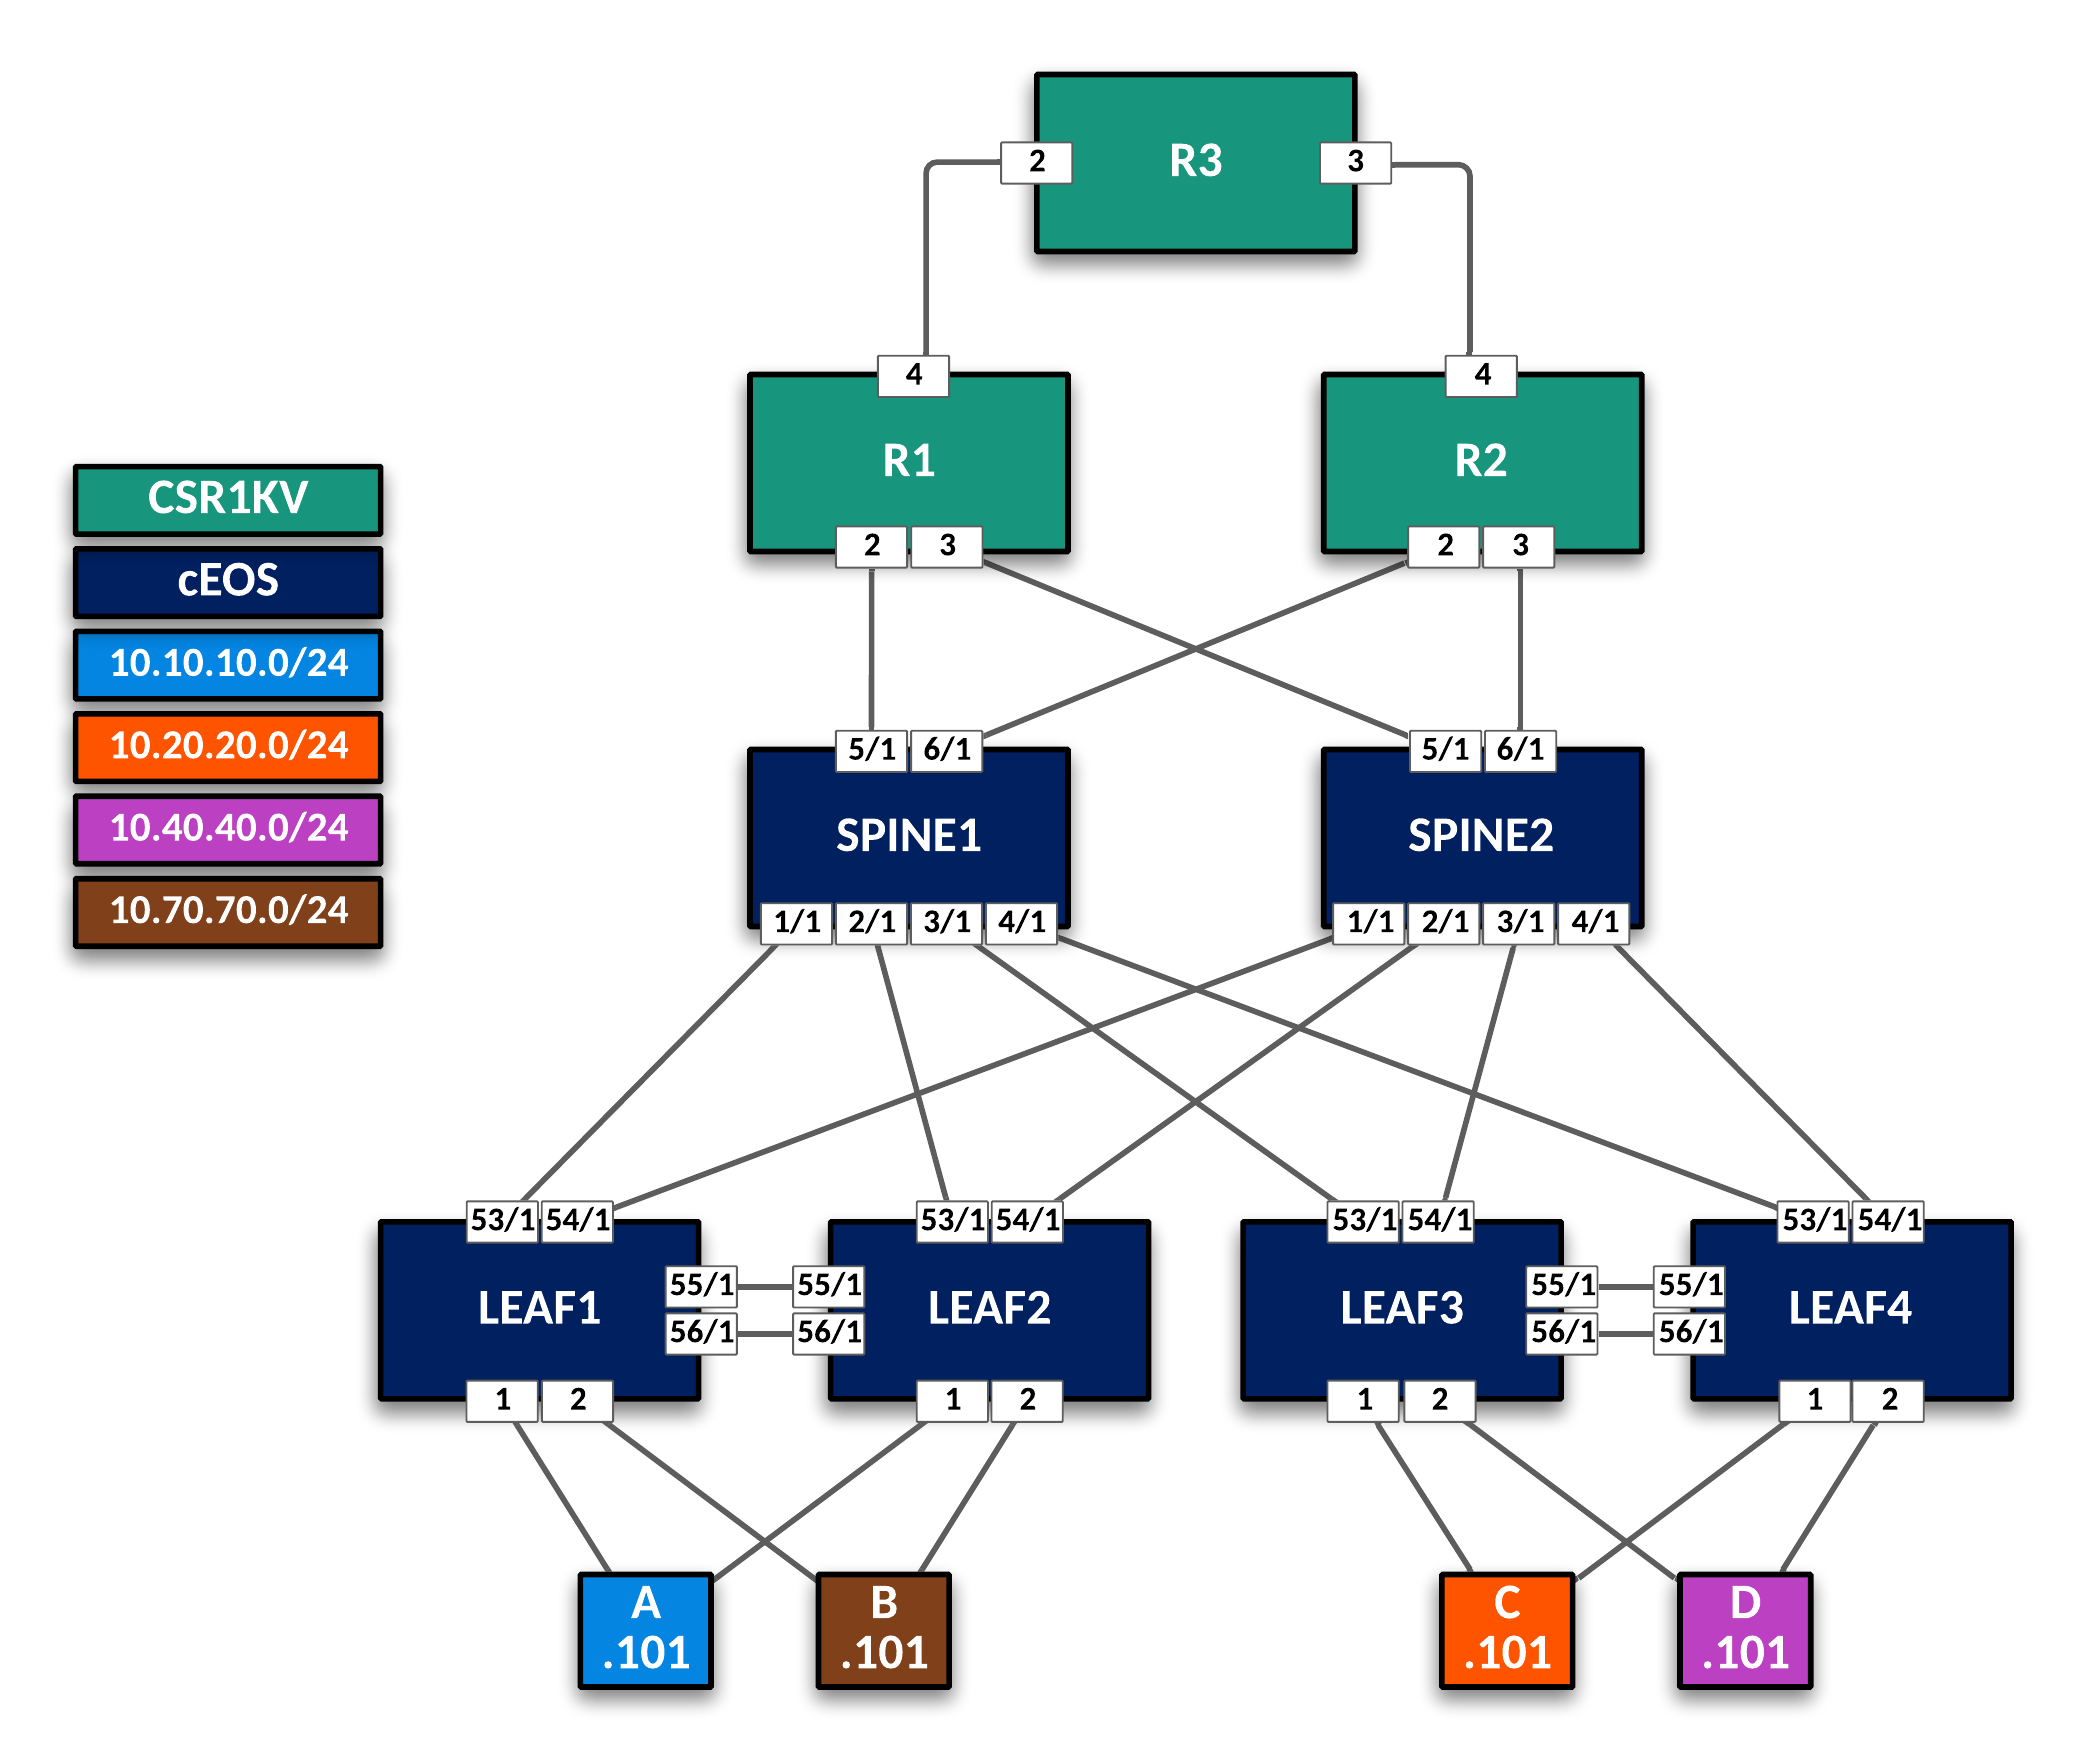 2
R3
3
4
4
R1
R2
2 3
2 3
CSR1KV
cEOS
10.10.10.0/24
10.20.20.0/24
10.40.40.0/24
10.70.70.0/24
5/1 6/1
5/1 6/1
SPINE1
SPINE2
1/1 2/1 3/1 4/1
1/1 2/1 3/1 4/1
53/1 54/1
53/1 54/1
53/1 54/1
53/1 54/1
LEAF1
55/1 55/1
56/1 56/1
LEAF2
LEAF3
55/1 55/1
56/1 56/1
LEAF4
1 2
1 2
1 2
1 2
A
.101
B
.101
C
.101
D
.101